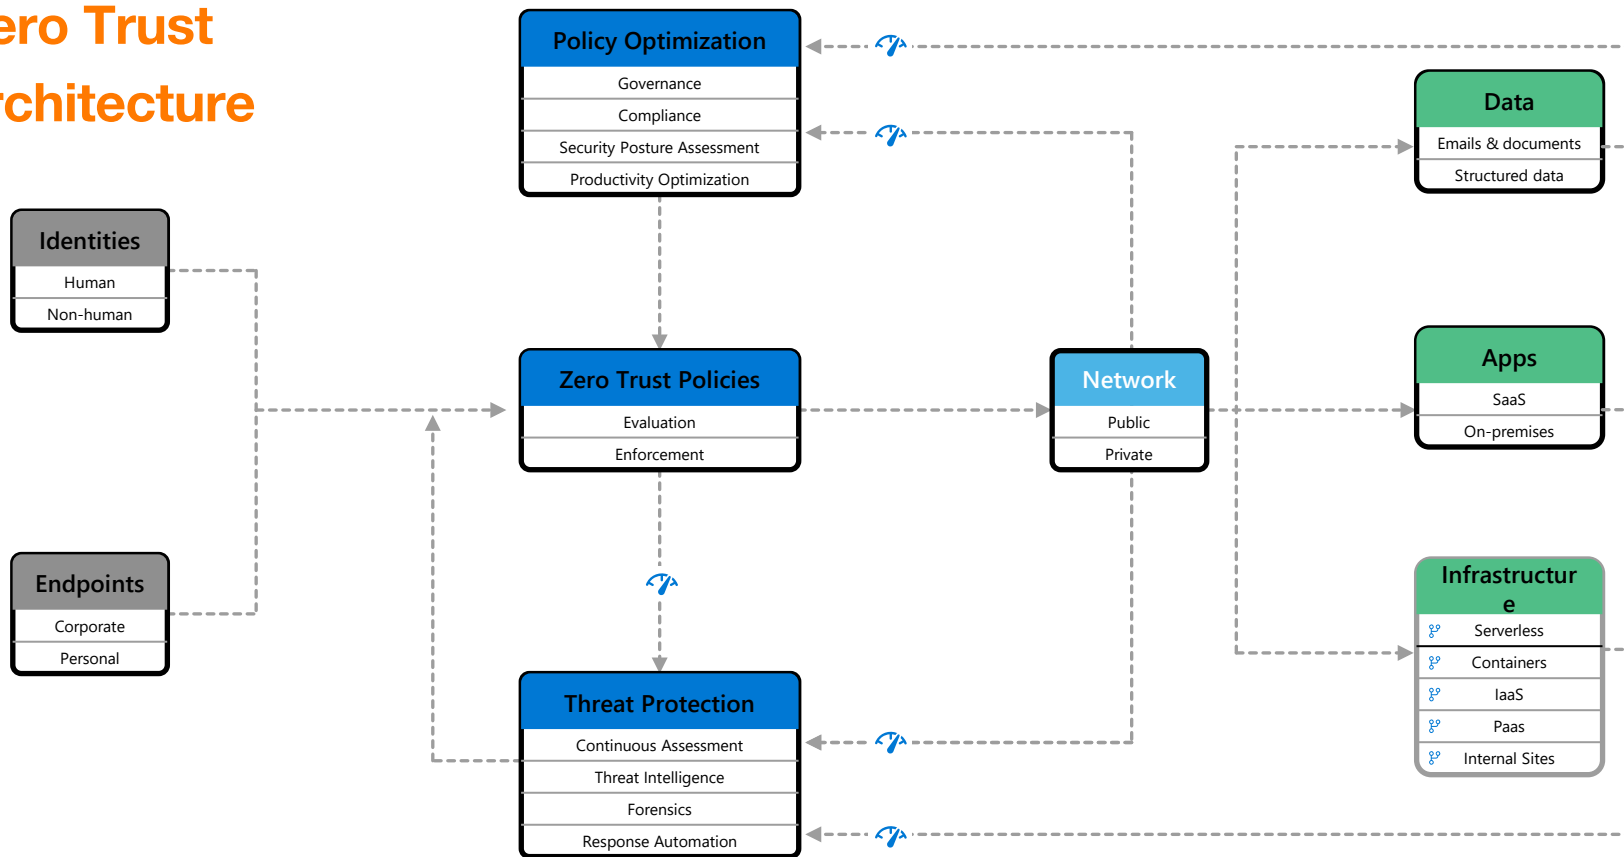 ero Trust
rchitecture
Policy Optimization
Governance
Compliance
Security Posture Assessment
Productivity Optimization
Data
Emails & documents
Structured data
Identities
Human
Non-human
Zero Trust Policies
Evaluation
Enforcement
Network
Public
Private
Apps
SaaS
On-premises
Endpoints
Corporate
Personal
Infrastructur
e
Serverless
Containers
IaaS
Paas
Internal Sites
Threat Protection
Continuous Assessment
Threat Intelligence
Forensics
Response Automation